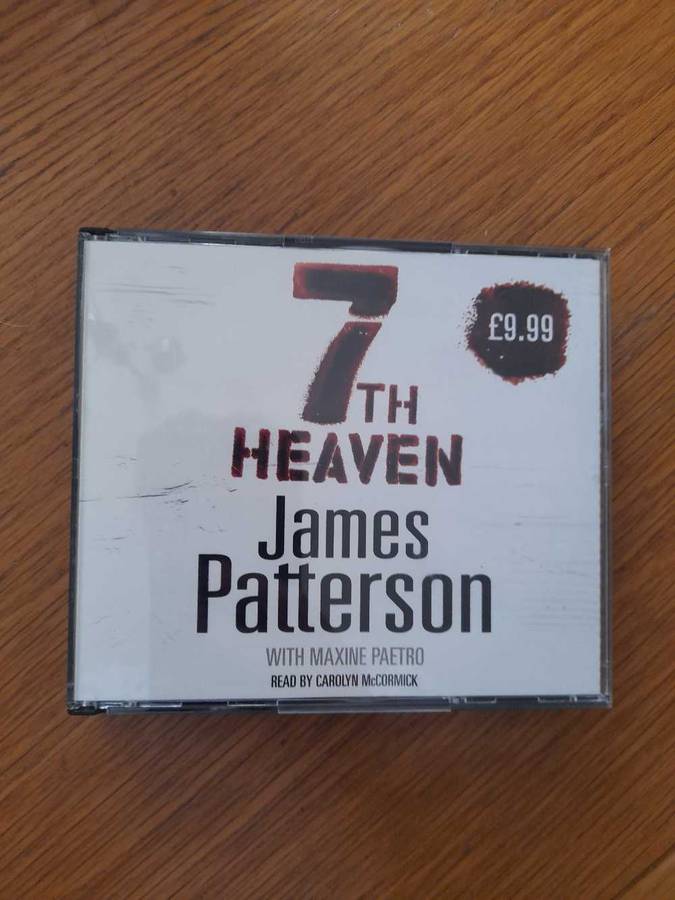 7TH
£9.99
HEAVEN
James
Patterson
WITH MAXINE PAETRO
READ BY CAROLYN McCORMICK